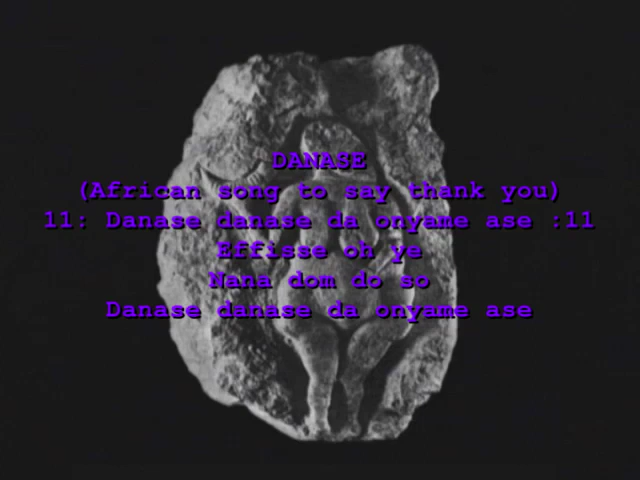 DANASE
(African song to say thank you)
11: Danase danase da onyame ase :11
Effisse oh ye
Nana dom do so
Danase danase da onyame ase